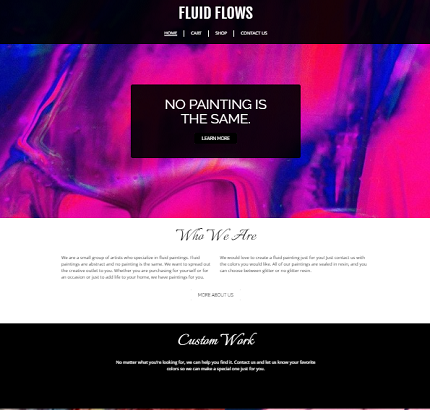 FLUID FLOWS
HOME | CART | SHOP | CONTACT US
NO PAINTING IS
THE SAME.
LEARN MORE
Who We Are
We are a small group of artists who specialize in fluid paintings. Fluid
paintings are abstract and no painting is the same. We want to spread out
the creative outlet to you. Whether you are purchasing for yourself or for
an occasion or just to add life to your home, we have paintings for you.
We would love to create a fluid painting just for you! Just contact us with
the colors you would like. All of our paintings are sealed in resin, and you
can choose between glitter or no glitter resin.
MORE ABOUT US
Custom Work
No matter what you're looking for, we can help you find it. Contact us and let us know your favorite
colors so we can make a special one just for you.